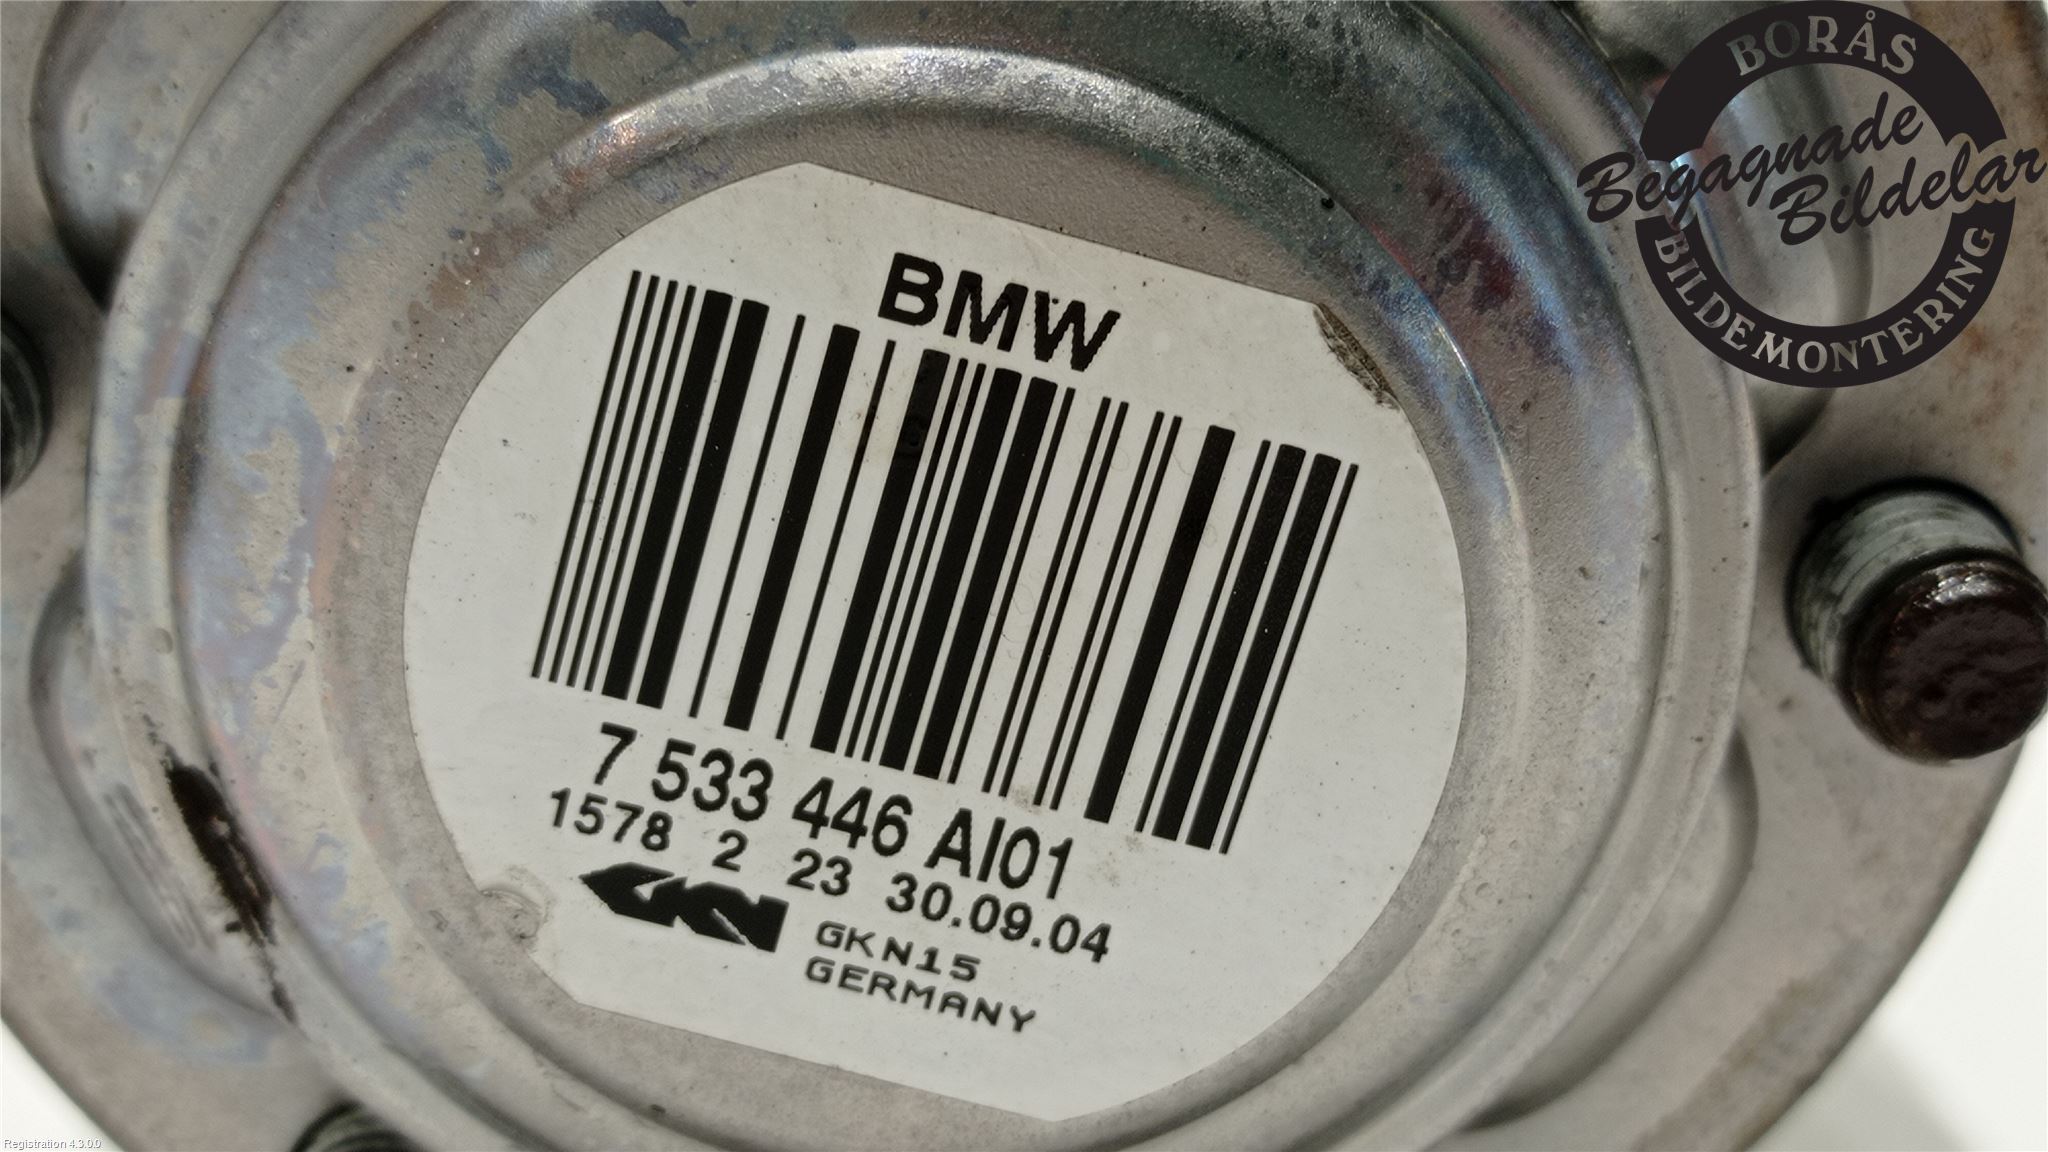 BORÅS
Begagnade
Bildelar
BILDEMONTERING
BMW
7 533 446 AI01
1578 2 23 30.09.04
GKN
GKN15
GERMANY
Registration 4.3.0.0